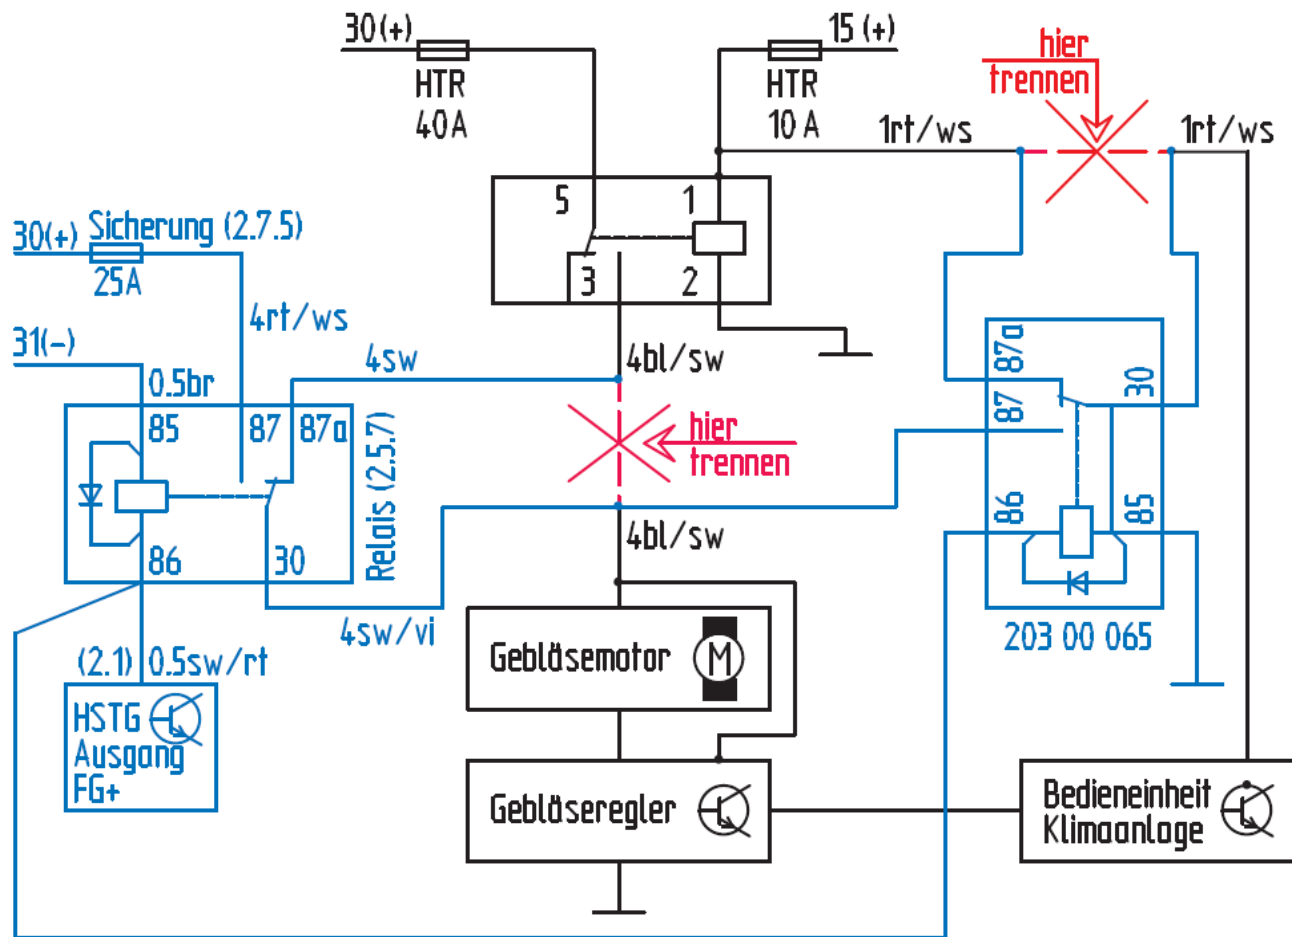 30(+)
HTR
40A
15(+)
HTR
10A
hier
trennen
1rt/ws
1rt/ws
5
1
3
2
30(+)
Sicherung (2.7.5)
25A
4rt/ws
31(-)
0.5br
4sw
4bl/sw
85
87
87a
Relais (2.5.7)
86
30
hier
trennen
87a
30
87
86
85
203 00 065
4bl/sw
4sw/vi
(2.1)
0.5sw/rt
HSTG
Ausgang
FG+
Gebläsemotor
M
Gebläseregler
Bedieneinheit
Klimaanlage